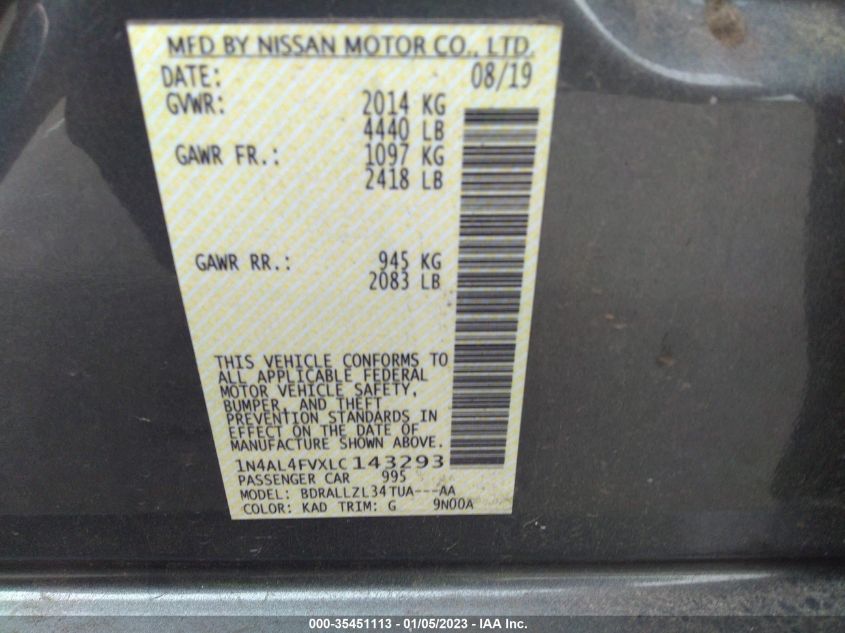 MFD BY NISSAN MOTOR CO., LTD.
DATE: 08/19
GVWR: 2014 KG
4440 LB
GAWR FR.: 1097 KG
2418 LB
GAWR RR.: 945 KG
2083 LB
THIS VEHICLE CONFORMS TO
ALL APPLICABLE FEDERAL
MOTOR VEHICLE SAFETY,
BUMPER, AND THEFT
PREVENTION STANDARDS IN
EFFECT ON THE DATE OF
MANUFACTURE SHOWN ABOVE.
1N4AL4FVXLC143293
PASSENGER CAR 995
MODEL: BDRALLZL34TUA---AA
COLOR: KAD TRIM: G 9N00A
000-35451113 - 01/05/2023 - IAA Inc.